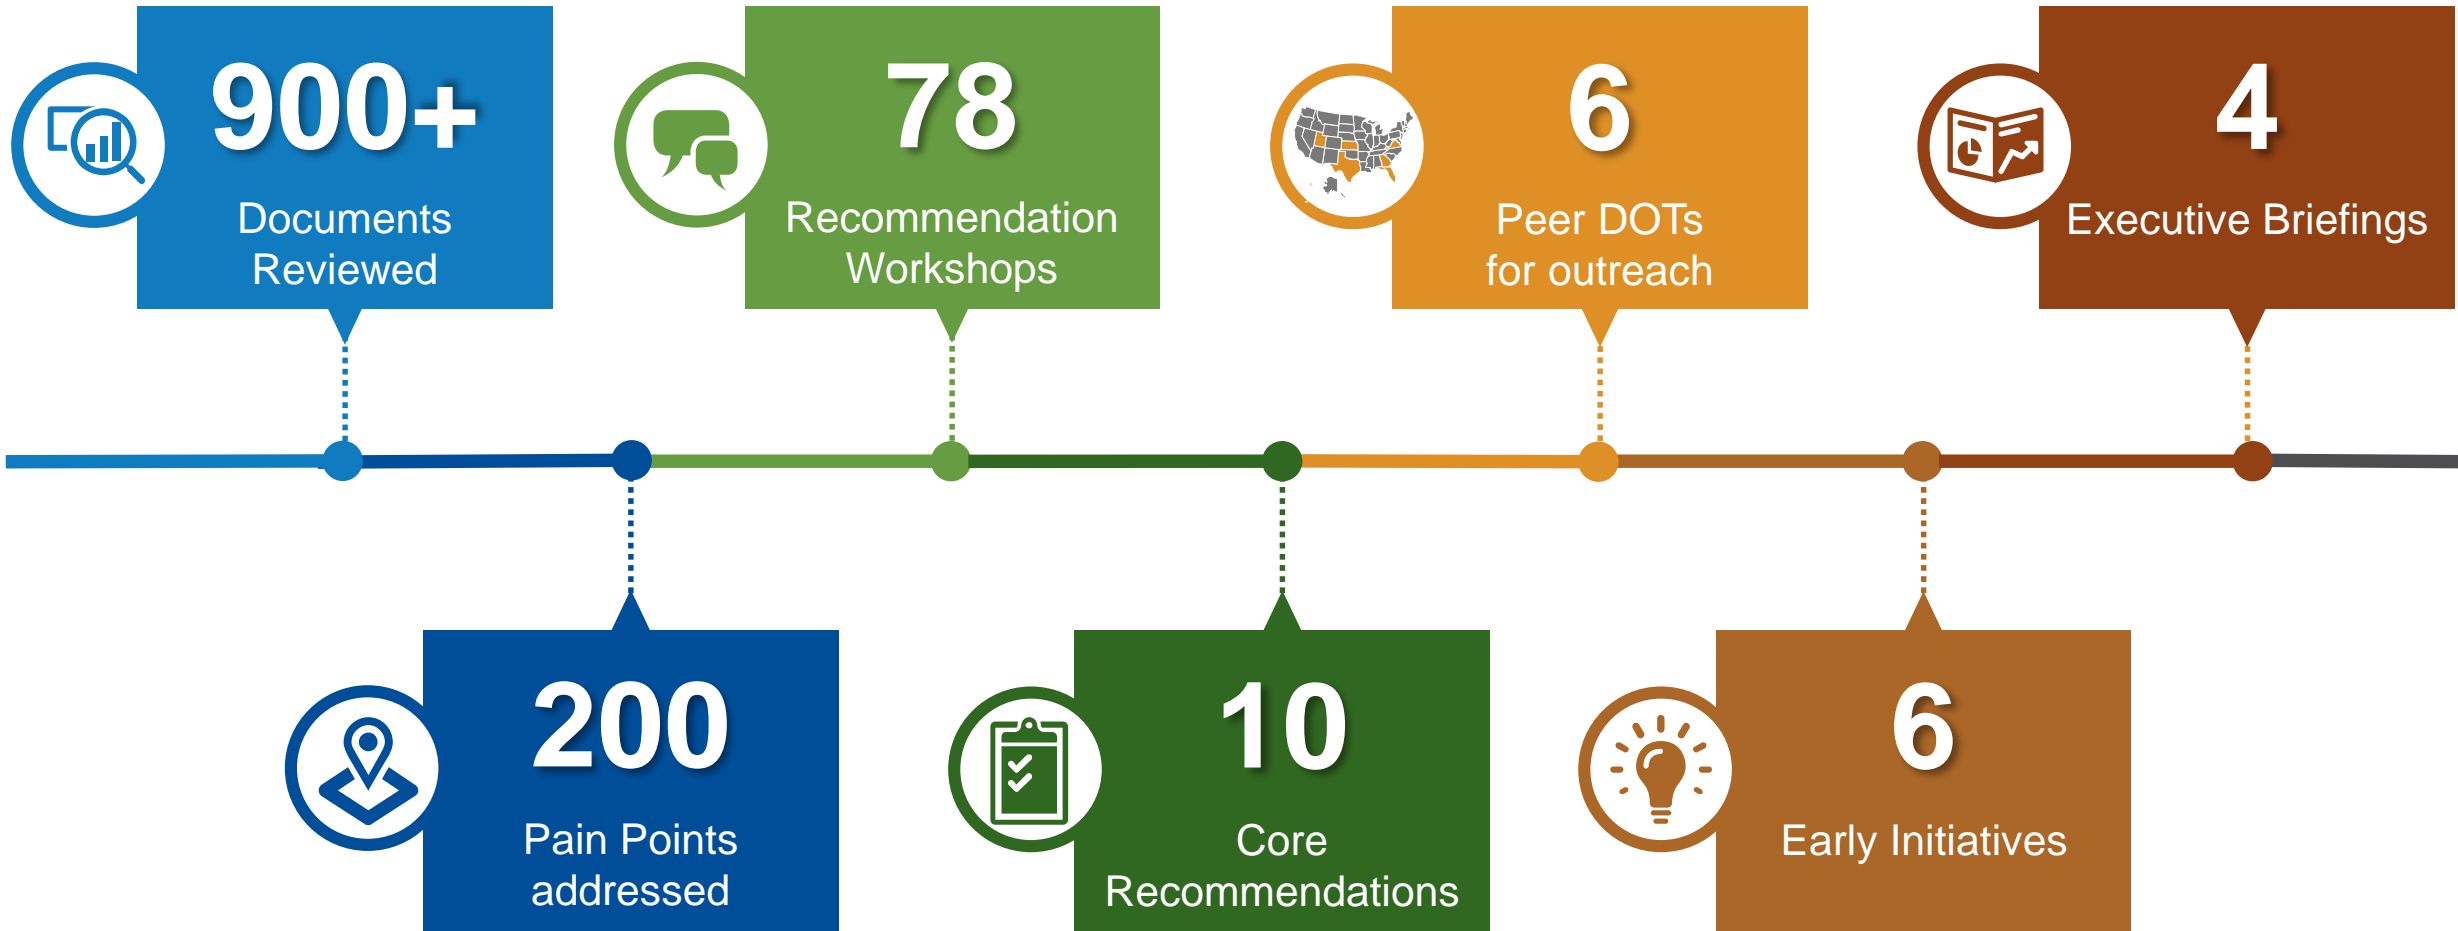 900+
Documents
Reviewed
78
Recommendation
Workshops
6
Peer DOTs
for outreach
4
Executive Briefings
200
Pain Points
addressed
10
Core
Recommendations
6
Early Initiatives